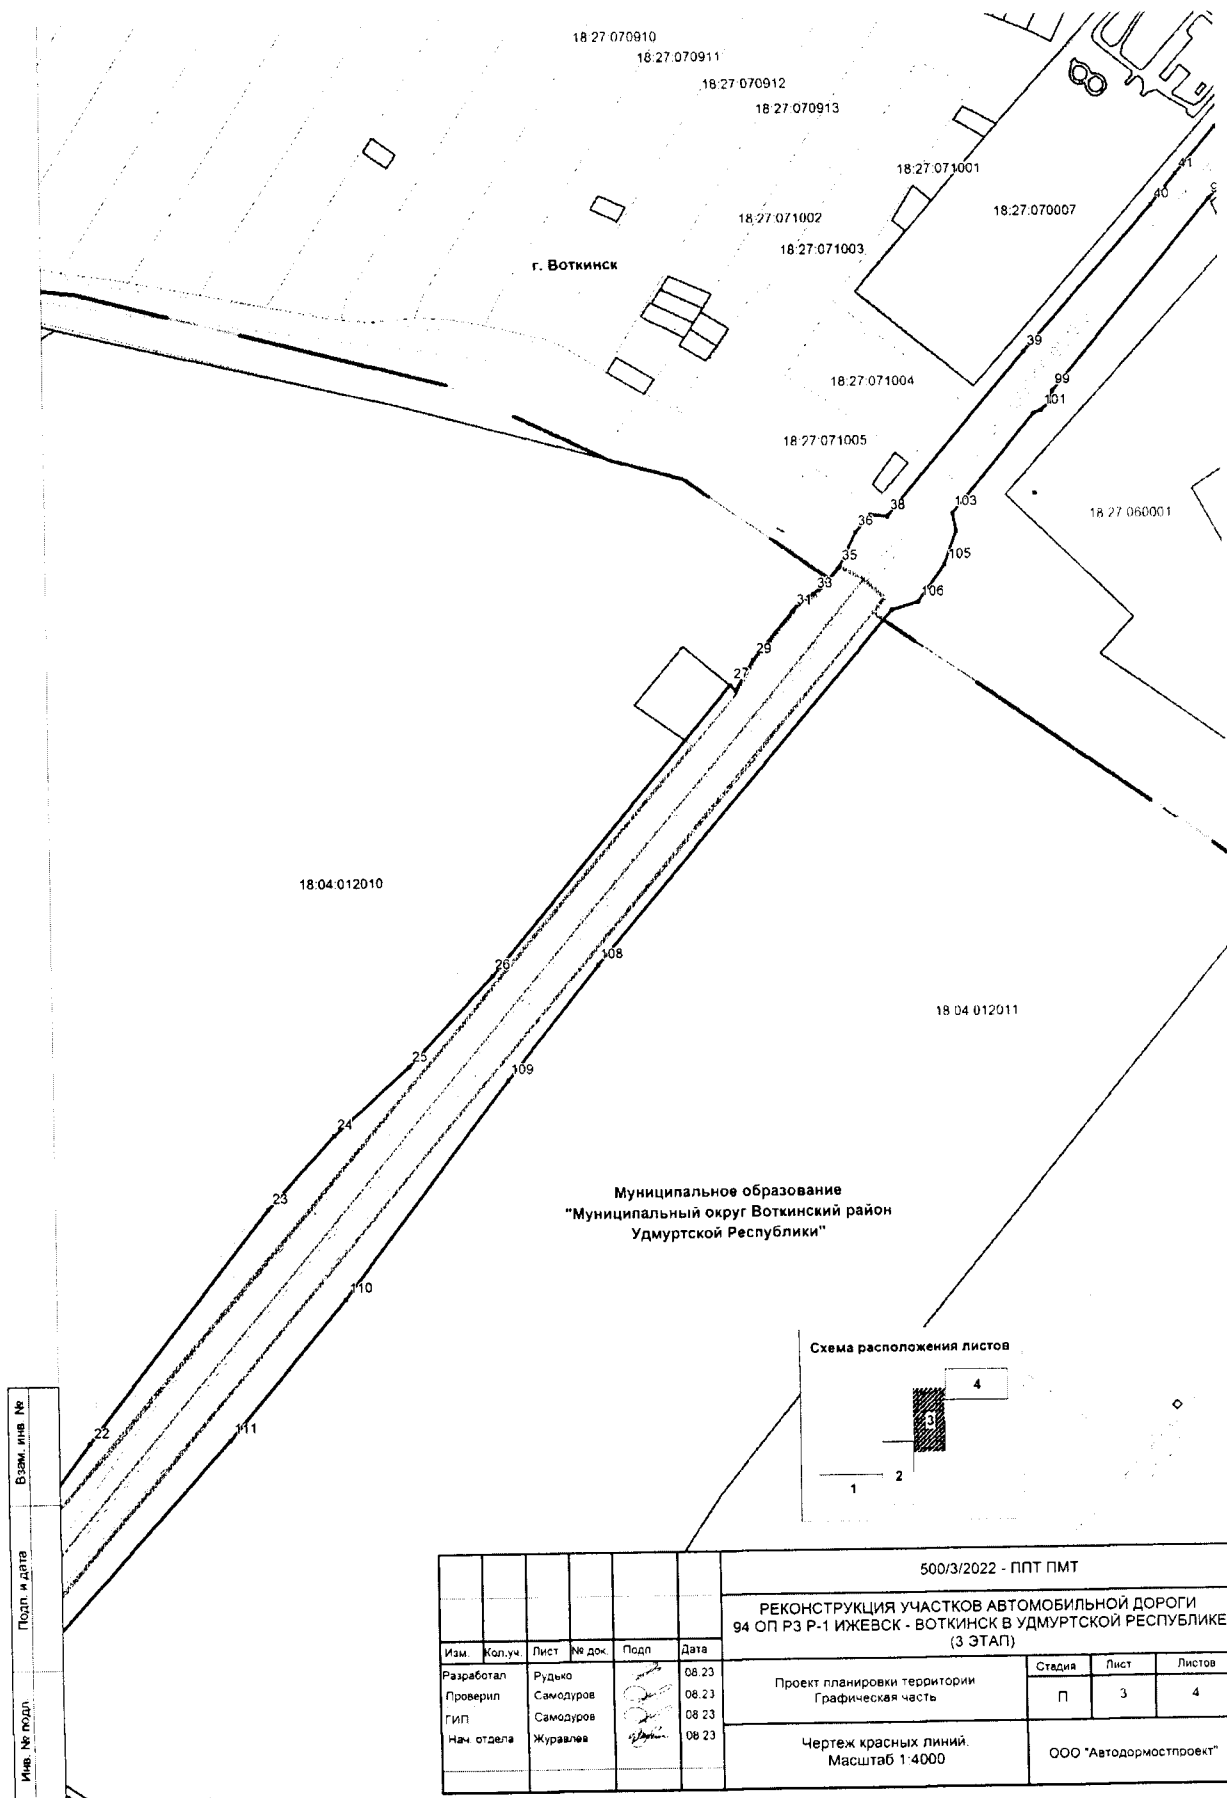 18:27:070910
18:27:070911
18:27:070912
18:27:070913
18:27:071001
18:27:070007
18:27:071002
18:27:071003
г. Воткинск
41
40
9
39
18:27:071004
99
101
18:27:071005
38
103
36
18:27:060001
35
105
33
106
31
29
27
18:04:012010
26
108
18:04:012011
25
109
24
23
Муниципальное образование
"Муниципальный округ Воткинский район
Удмуртской Республики"
110
Схема расположения листов
4
3
2
1
22
111
Взам. инв. №
Подп. и дата
Инв. № подл
500/3/2022 - ППТ ПМТ
РЕКОНСТРУКЦИЯ УЧАСТКОВ АВТОМОБИЛЬНОЙ ДОРОГИ
94 ОП РЗ Р-1 ИЖЕВСК - ВОТКИНСК В УДМУРТСКОЙ РЕСПУБЛИКЕ
(3 ЭТАП)
Изм. Кол.уч. Лист № док. Подп Дата
Разработал Рудько 08.23
Проверил Самодуров 08.23
ГИП Самодуров 08.23
Нач. отдела Журавлев 08.23
Проект планировки территории
Графическая часть
Стадия Лист Листов
П 3 4
Чертеж красных линий.
Масштаб 1:4000
ООО "Автодормостпроект"